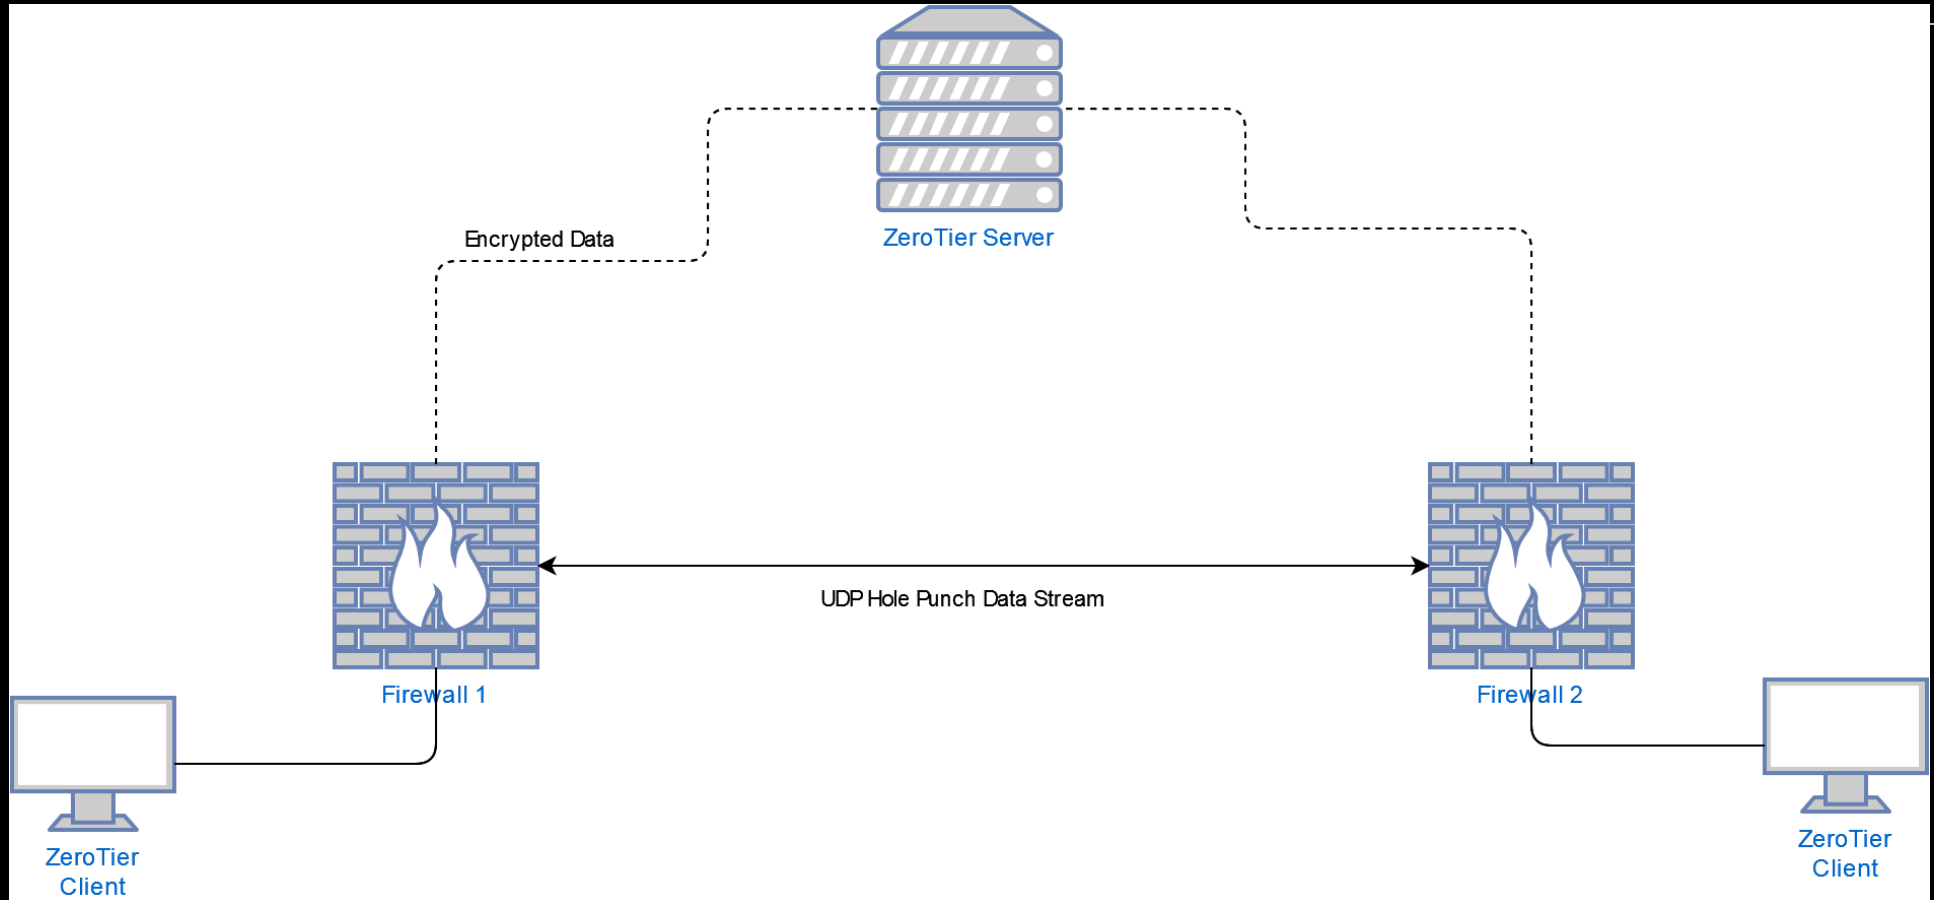 ZeroTier Server
Encrypted Data
UDP Hole Punch Data Stream
Firewall 1
Firewall 2
ZeroTier
Client
ZeroTier
Client